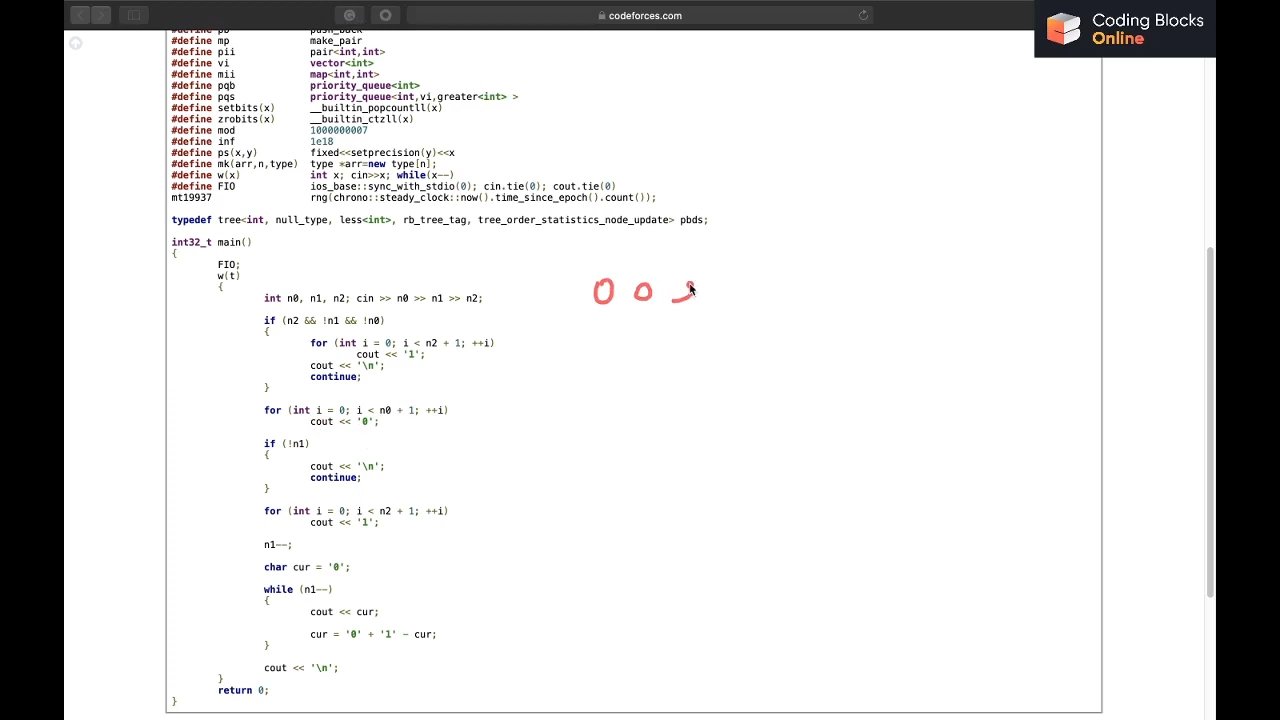 codeforces.com
Coding Blocks
Online
#define pb push_back
#define mp make_pair
#define pii pair<int,int>
#define vi vector<int>
#define mii map<int,int>
#define pqb priority_queue<int>
#define pqs priority_queue<int,vi,greater<int> >
#define setbits(x) __builtin_popcountll(x)
#define zrobits(x) __builtin_ctzll(x)
#define mod 1000000007
#define inf 1e18
#define ps(x,y) fixed<<setprecision(y)<<x
#define mk(arr,n,type) type *arr=new type[n];
#define w(x) int x; cin>>x; while(x--)
#define FIO ios_base::sync_with_stdio(0); cin.tie(0); cout.tie(0)
mt19937 rng(chrono::steady_clock::now().time_since_epoch().count());
typedef tree<int, null_type, less<int>, rb_tree_tag, tree_order_statistics_node_update> pbds;
int32_t main()
{
FIO;
w(t)
{
int n0, n1, n2; cin >> n0 >> n1 >> n2;
0 0
if (n2 && !n1 && !n0)
{
for (int i = 0; i < n2 + 1; ++i)
cout << '1';
cout << '\n';
continue;
}
for (int i = 0; i < n0 + 1; ++i)
cout << '0';
if (!n1)
{
cout << '\n';
continue;
}
for (int i = 0; i < n2 + 1; ++i)
cout << '1';
n1--;
char cur = '0';
while (n1--)
{
cout << cur;
cur = '0' + '1' - cur;
}
cout << '\n';
}
return 0;
}